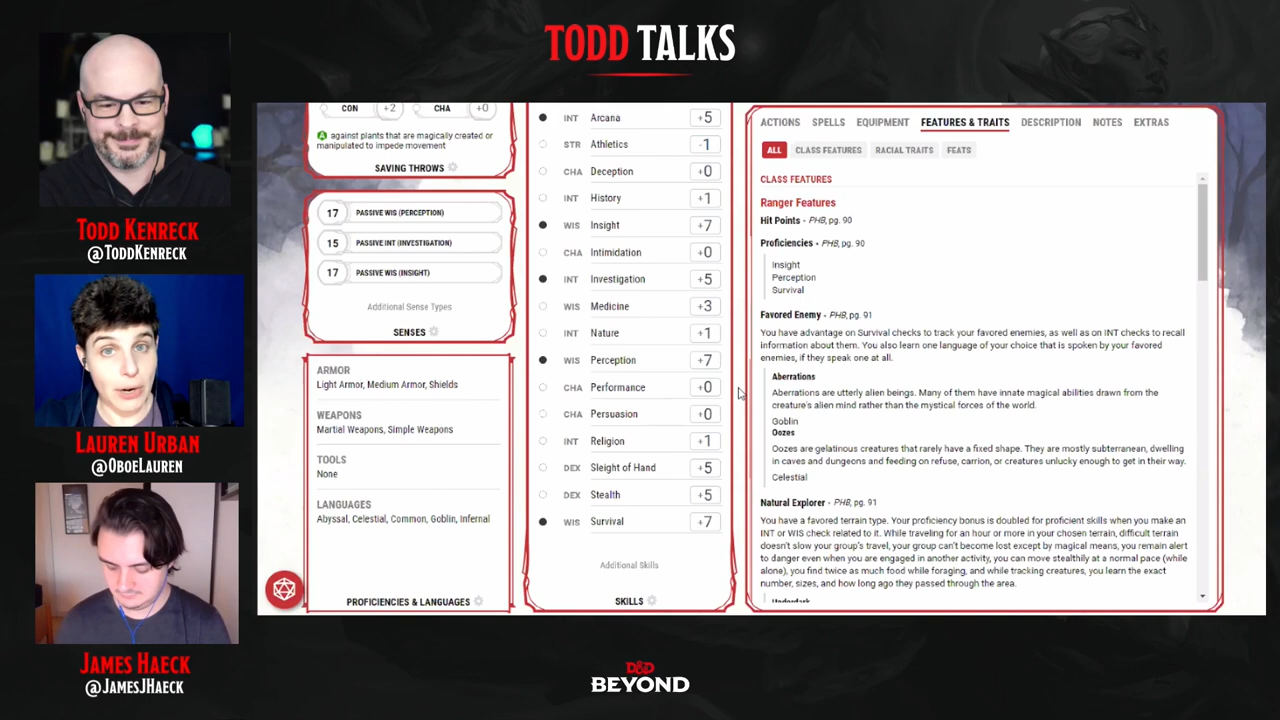 TODD TALKS
TODD KENRECK
@TODDKENRECK
LAUREN URBAN
@OBOELAUREN
JAMES HAECK
@JAMESJHAECK
CON +2 CHA +0
A against plants that are magically created or
manipulated to impede movement
SAVING THROWS
17 PASSIVE WIS (PERCEPTION)
15 PASSIVE INT (INVESTIGATION)
17 PASSIVE WIS (INSIGHT)
Additional Sense Types
SENSES
ARMOR
Light Armor, Medium Armor, Shields
WEAPONS
Martial Weapons, Simple Weapons
TOOLS
None
LANGUAGES
Abyssal, Celestial, Common, Goblin, Infernal
PROFICIENCIES & LANGUAGES
INT Arcana +5
STR Athletics -1
CHA Deception +0
INT History +1
WIS Insight +7
CHA Intimidation +0
INT Investigation +5
WIS Medicine +3
INT Nature +1
WIS Perception +7
CHA Performance +0
CHA Persuasion +0
INT Religion +1
DEX Sleight of Hand +5
DEX Stealth +5
WIS Survival +7
Additional Skills
SKILLS
ACTIONS SPELLS EQUIPMENT FEATURES & TRAITS DESCRIPTION NOTES EXTRAS
ALL CLASS FEATURES RACIAL TRAITS FEATS
CLASS FEATURES
Ranger Features
Hit Points • PHB, pg. 90
Proficiencies • PHB, pg. 90
Insight
Perception
Survival
Favored Enemy • PHB, pg. 91
You have advantage on Survival checks to track your favored enemies, as well as on INT checks to recall
information about them. You also learn one language of your choice that is spoken by your favored
enemies, if they speak one at all.
Aberrations
Aberrations are utterly alien beings. Many of them have innate magical abilities drawn from the
creature's alien mind rather than the mystical forces of the world.
Goblin
Oozes
Oozes are gelatinous creatures that rarely have a fixed shape. They are mostly subterranean, dwelling
in caves and dungeons and feeding on refuse, carrion, or creatures unlucky enough to get in their way.
Celestial
Natural Explorer • PHB, pg. 91
You have a favored terrain type. Your proficiency bonus is doubled for proficient skills when you make an
INT or WIS check related to it. While traveling for an hour or more in your chosen terrain, difficult terrain
doesn't slow your group's travel, your group can't become lost except by magical means, you remain alert
to danger even when you are engaged in another activity, you can move stealthily at a normal pace (while
alone), you find twice as much food while foraging, and while tracking creatures, you learn the exact
number, sizes, and how long ago they passed through the area.
Underdark
D&D
BEYOND